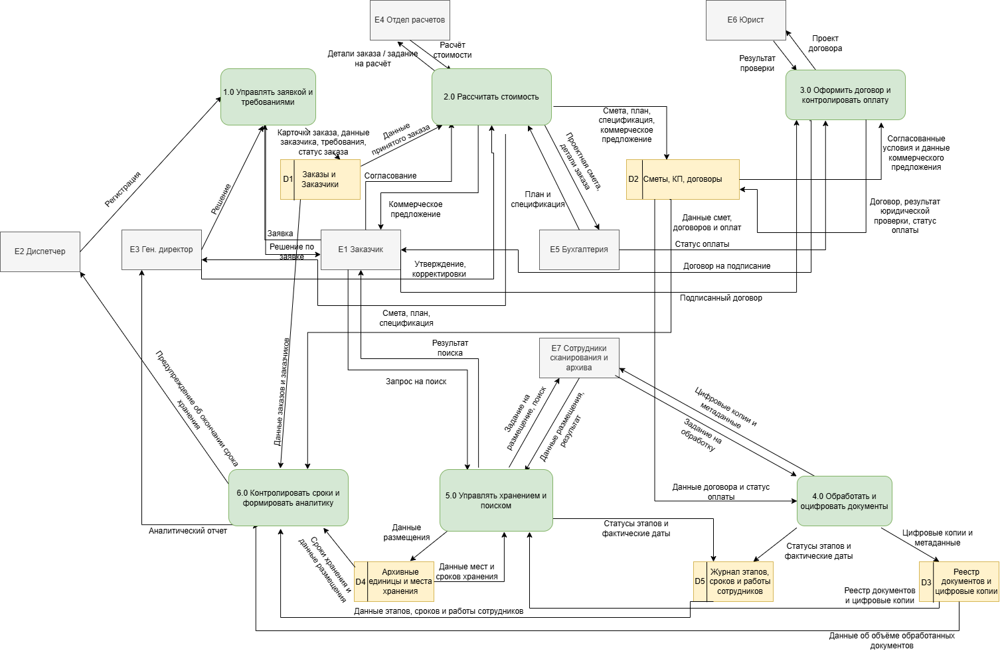 E4 Отдел расчетов
E6 Юрист
Детали заказа / задание
на расчёт
Расчёт
стоимости
Проект
договора
Результат
проверки
1.0 Управлять заявкой и
требованиями
2.0 Рассчитать стоимость
3.0 Оформить договор и
контролировать оплату
Карточки заказа, данные
заказчика, требования,
статус заказа
Данные
принятого заказа
Смета, план,
спецификация,
коммерческое
предложение
Проектная смета,
детали заказа
Согласованные
условия и данные
коммерческого
предложения
D1
Заказы и
Заказчики
D2
Сметы, КП, договоры
Регистрация
Решение
Согласование
Коммерческое
предложение
План и
спецификация
Данные смет,
договоров и оплат
Договор, результат
юридической
проверки, статус
оплаты
Заявка
Решение по
заявке
E2 Диспетчер
E3 Ген. директор
E1 Заказчик
E5 Бухгалтерия
Статус оплаты
Утверждение,
корректировки
Договор на подписание
Подписанный договор
Смета, план,
спецификация
Результат
поиска
Запрос на поиск
E7 Сотрудники
сканирования и
архива
Предупреждение об окончании срока
хранения
Данные заказов и заказчиков
Задание на
размещение, поиск
Данные размещения,
результат
Цифровые копии и
метаданные
Задание на
обработку
6.0 Контролировать сроки и
формировать аналитику
5.0 Управлять хранением и
поиском
4.0 Обработать и
оцифровать документы
Данные договора и статус
оплаты
Аналитический отчет
Сроки хранения и
данные размещения
Данные
размещения
Статусы этапов и
фактические даты
Статусы этапов и
фактические даты
Цифровые копии и
метаданные
D4
Архивные
единицы и места
хранения
Данные мест и
сроков хранения
D5
Журнал этапов,
сроков и работы
сотрудников
D3
Реестр
документов и
цифровые копии
Реестр документов
и цифровые копии
Данные этапов, сроков и работы сотрудников
Данные об объёме обработанных
документов